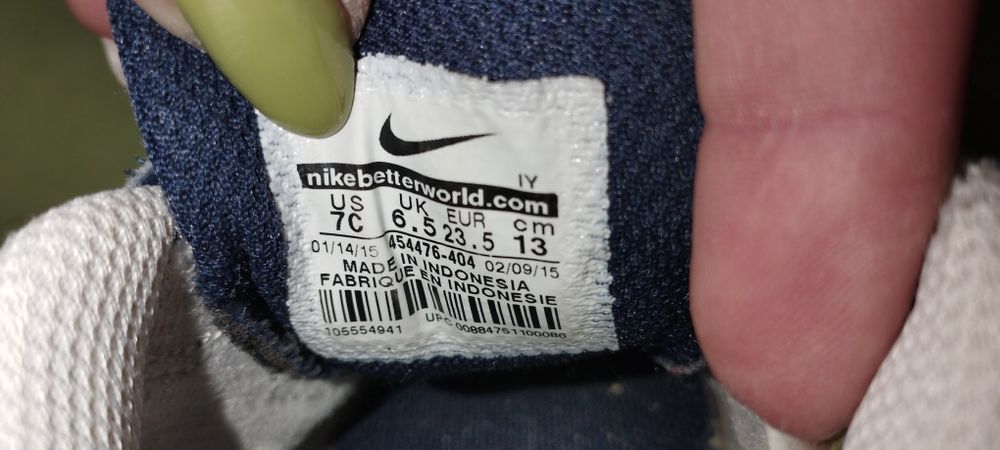 IY
nikebetterworld.com
US UK EUR cm
7C 6.5 23.5 13
01/14/15 454476-404 02/09/15
MADE IN INDONESIA
FABRIQUE EN INDONESIE
105554941 UPC 00884751100086